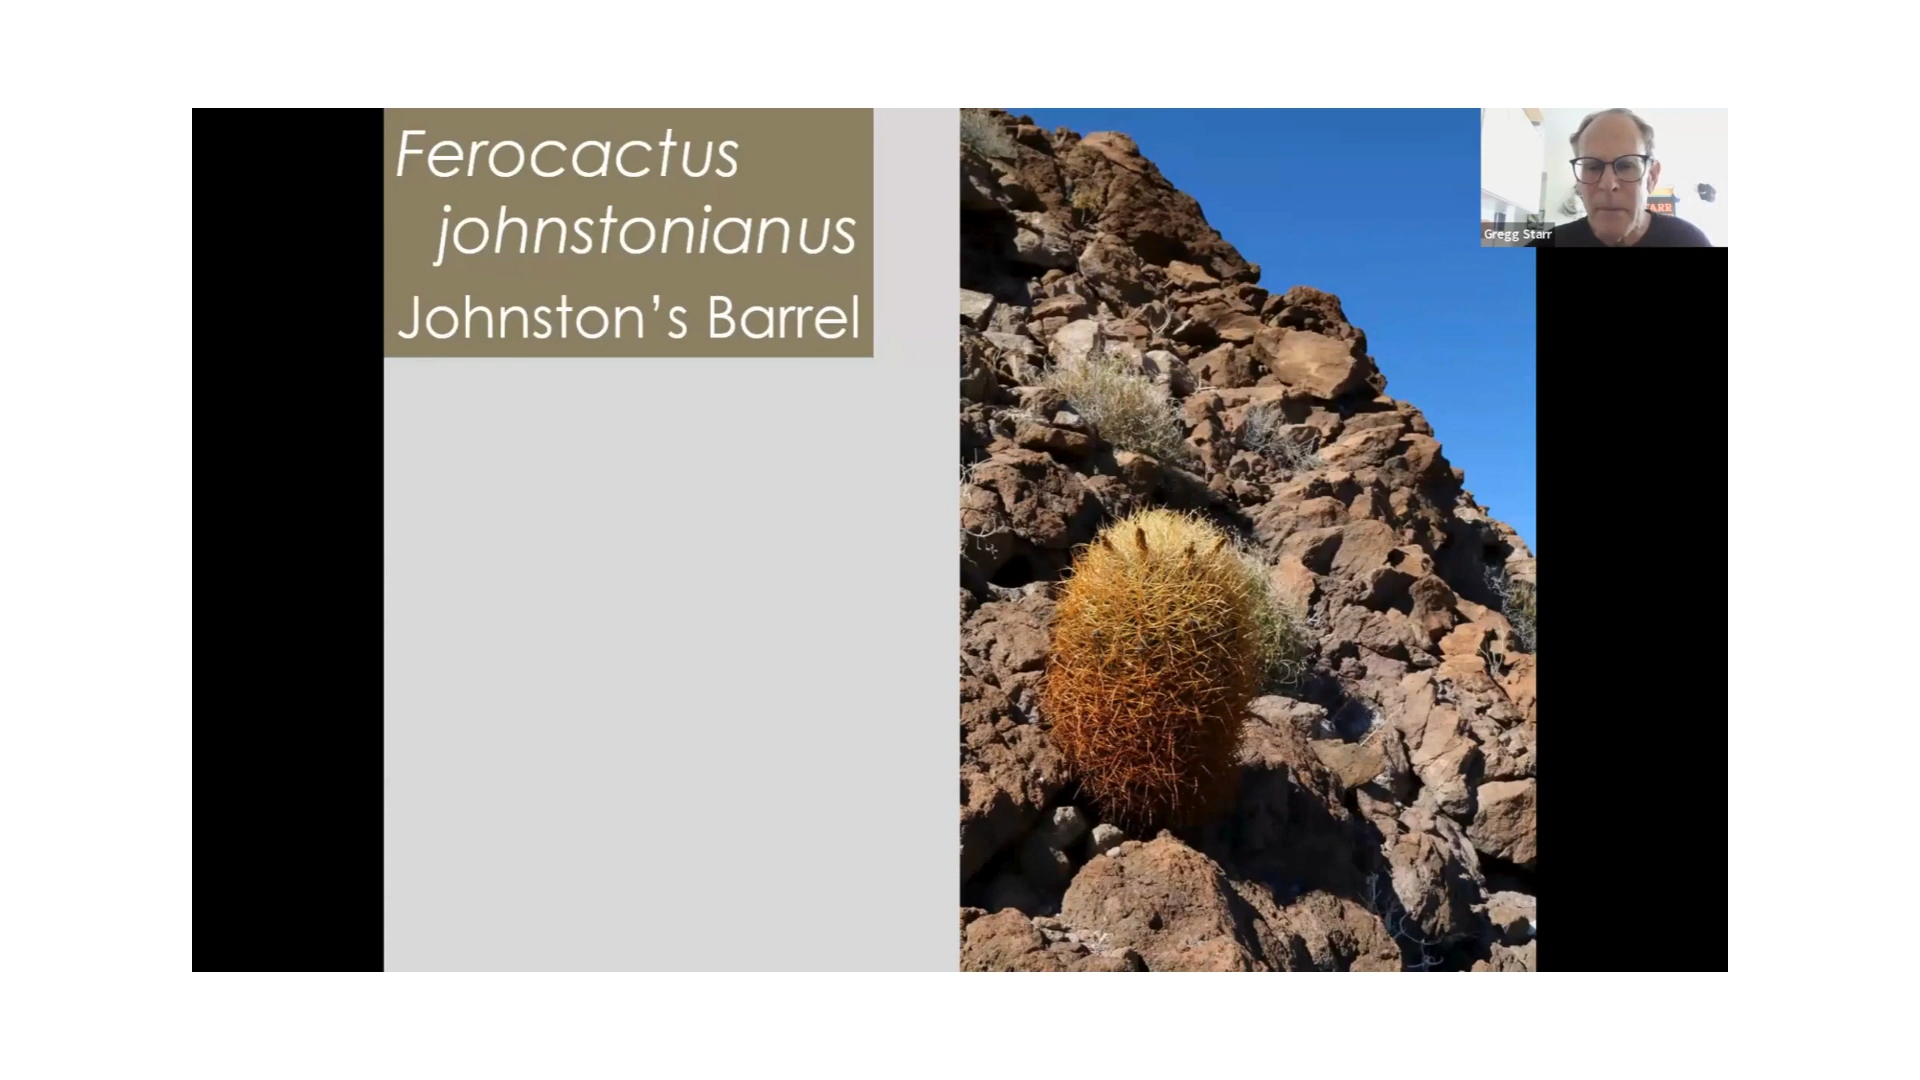 Ferocactus
johnstonianus
Johnston’s Barrel
Gregg Starr